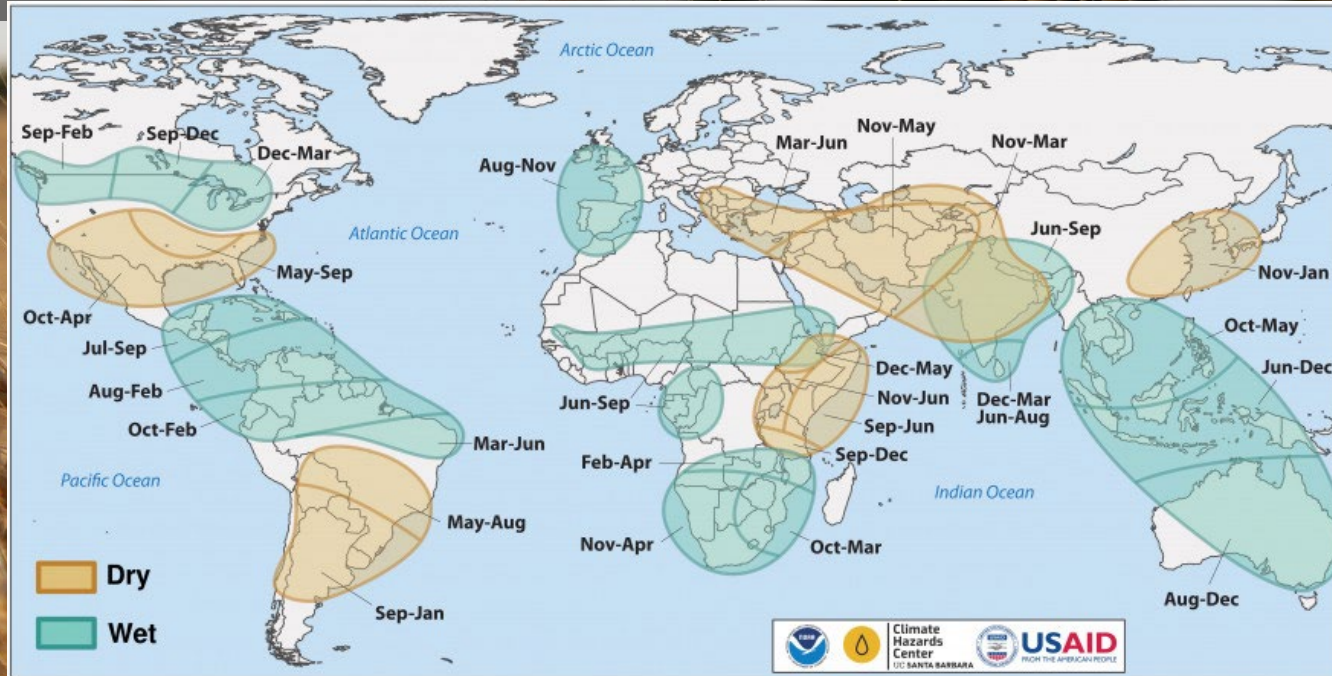 Arctic Ocean
Sep-Feb
Sep-Dec
Dec-Mar
Aug-Nov
Mar-Jun
Nov-May
Nov-Mar
Jun-Sep
Atlantic Ocean
May-Sep
Nov-Jan
Oct-Apr
Jul-Sep
Aug-Feb
Oct-Feb
Mar-Jun
Oct-May
Jun-Dec
Dec-May
Nov-Jun
Sep-Jun
Sep-Dec
Dec-Mar
Jun-Aug
Jun-Sep
Feb-Apr
Pacific Ocean
Indian Ocean
May-Aug
Nov-Apr
Oct-Mar
Sep-Jan
Aug-Dec
Dry
Wet
Climate
Hazards
Center
UC SANTA BARBARA
USAID
FROM THE AMERICAN PEOPLE